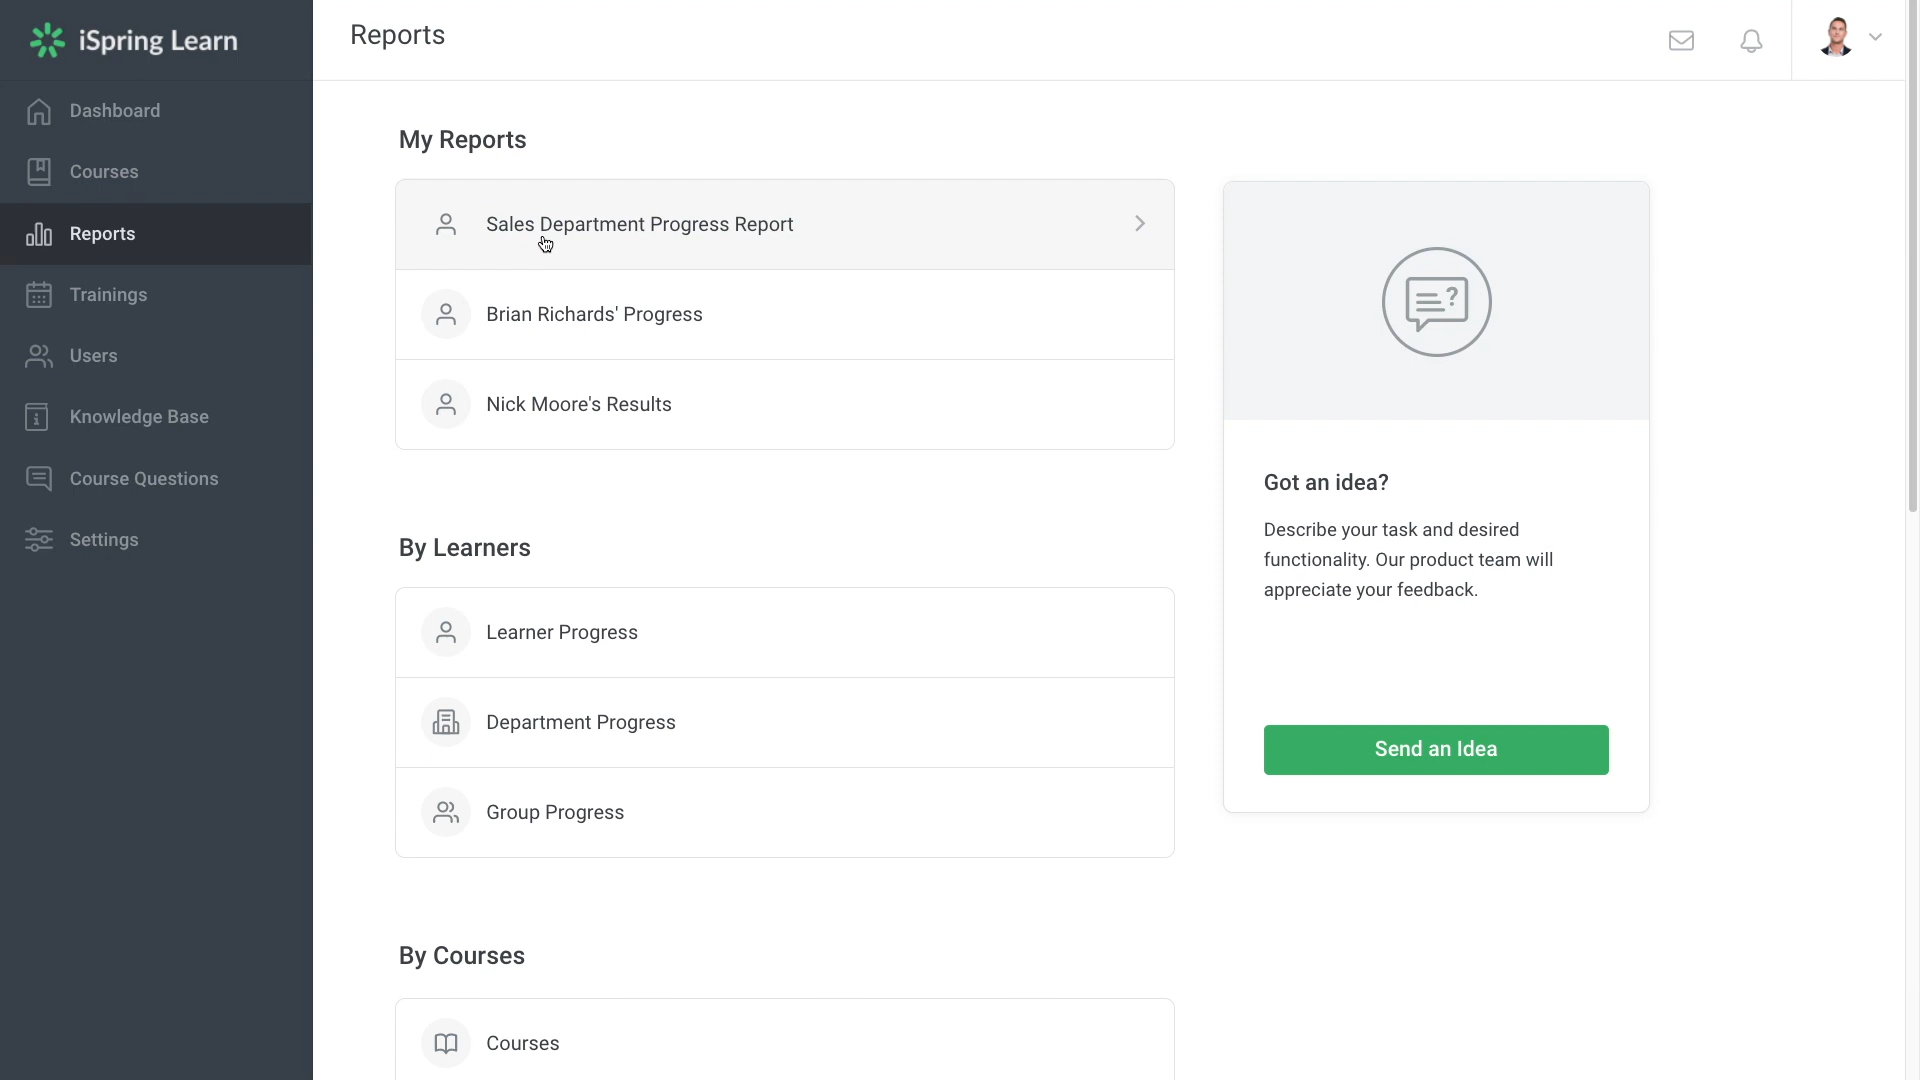 iSpring Learn
Reports
Dashboard
Courses
Reports
Trainings
Users
Knowledge Base
Course Questions
Settings
My Reports
Sales Department Progress Report
Brian Richards' Progress
Nick Moore's Results
By Learners
Learner Progress
Department Progress
Group Progress
By Courses
Courses
?
Got an idea?
Describe your task and desired
functionality. Our product team will
appreciate your feedback.
Send an Idea